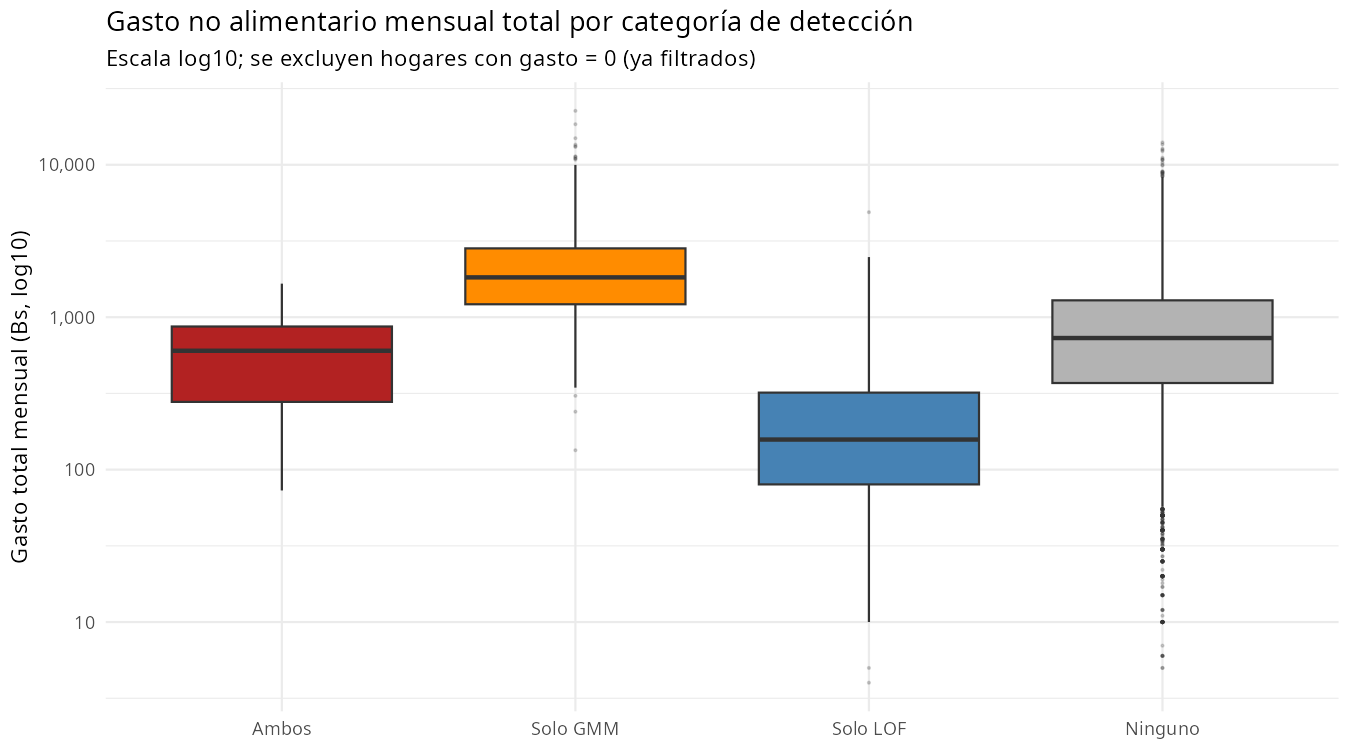 Gasto no alimentario mensual total por categoría de detección
Escala log10; se excluyen hogares con gasto = 0 (ya filtrados)
Gasto total mensual (Bs, log10)
10,000
1,000
100
10
Ambos
Solo GMM
Solo LOF
Ninguno